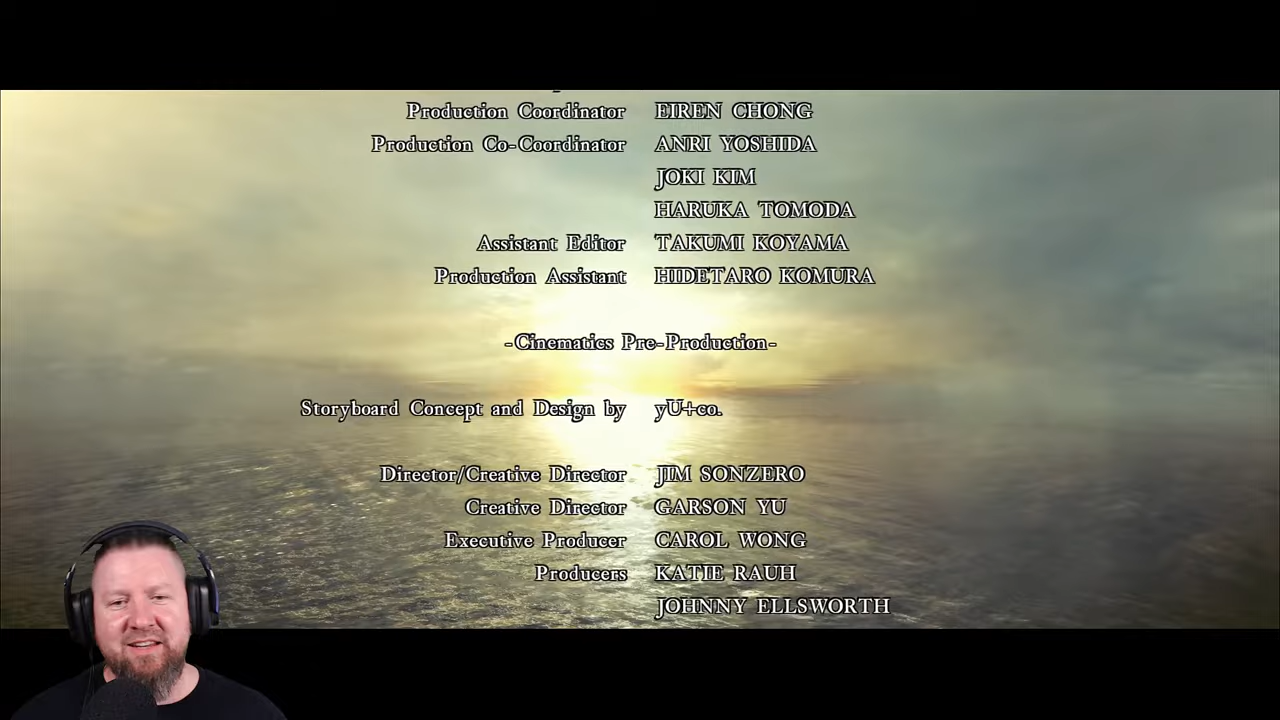 Production Coordinator EIREN CHONG
Production Co-Coordinator ANRI YOSHIDA
JOKI KIM
HARUKA TOMODA
Assistant Editor TAKUMI KOYAMA
Production Assistant HIDETARO KOMURA
-Cinematics Pre-Production-
Storyboard Concept and Design by yU+co.
Director/Creative Director JIM SONZERO
Creative Director GARSON YU
Executive Producer CAROL WONG
Producers KATIE RAUH
JOHNNY ELLSWORTH